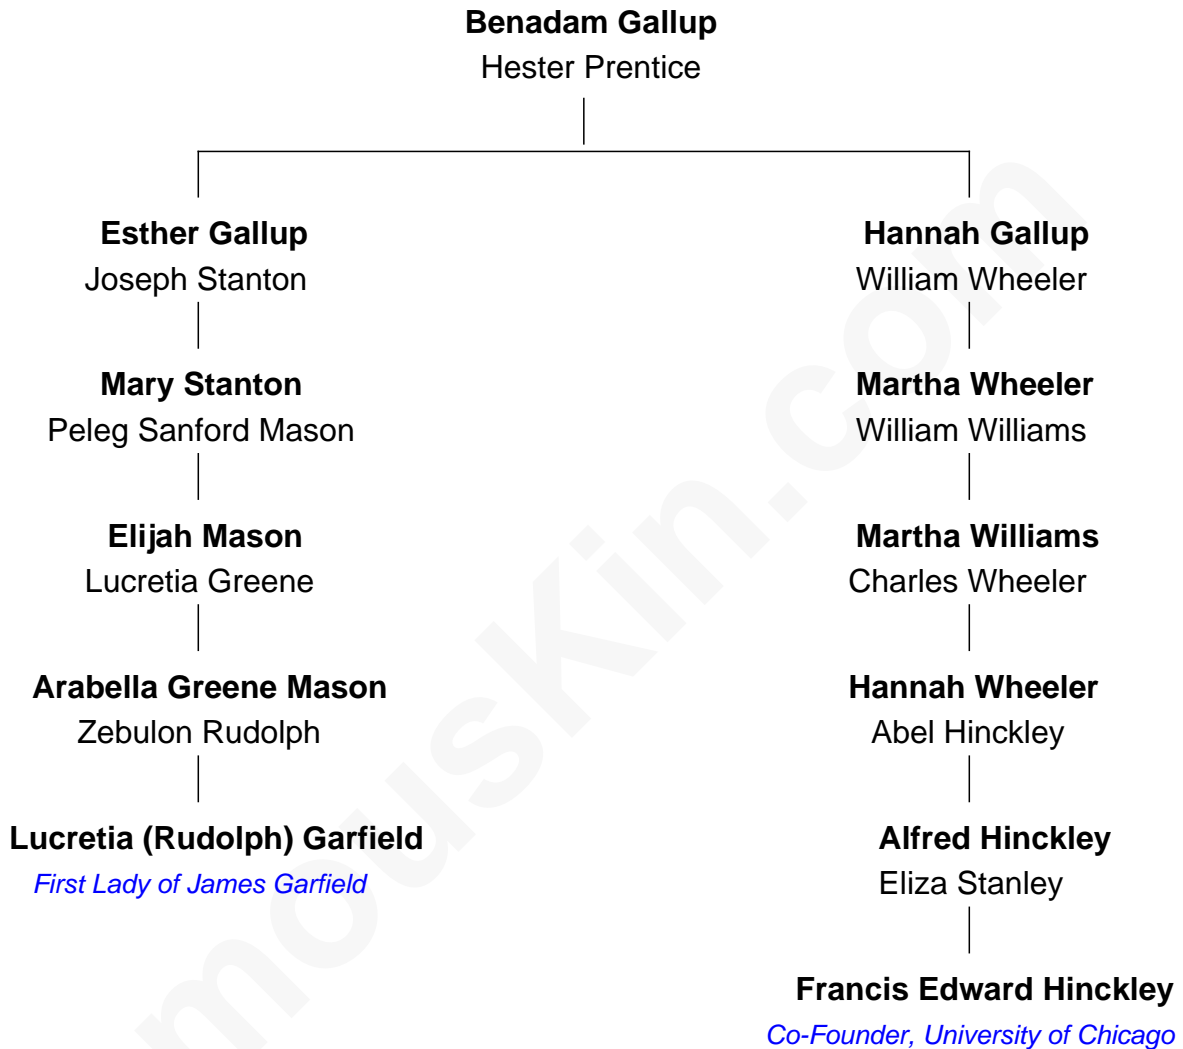 Benadam Gallup
Hester Prentice
Esther Gallup
Joseph Stanton
Mary Stanton
Peleg Sanford Mason
Elijah Mason
Lucretia Greene
Arabella Greene Mason
Zebulon Rudolph
Lucretia (Rudolph) Garfield
First Lady of James Garfield
Hannah Gallup
William Wheeler
Martha Wheeler
William Williams
Martha Williams
Charles Wheeler
Hannah Wheeler
Abel Hinckley
Alfred Hinckley
Eliza Stanley
Francis Edward Hinckley
Co-Founder, University of Chicago
mouskin.com